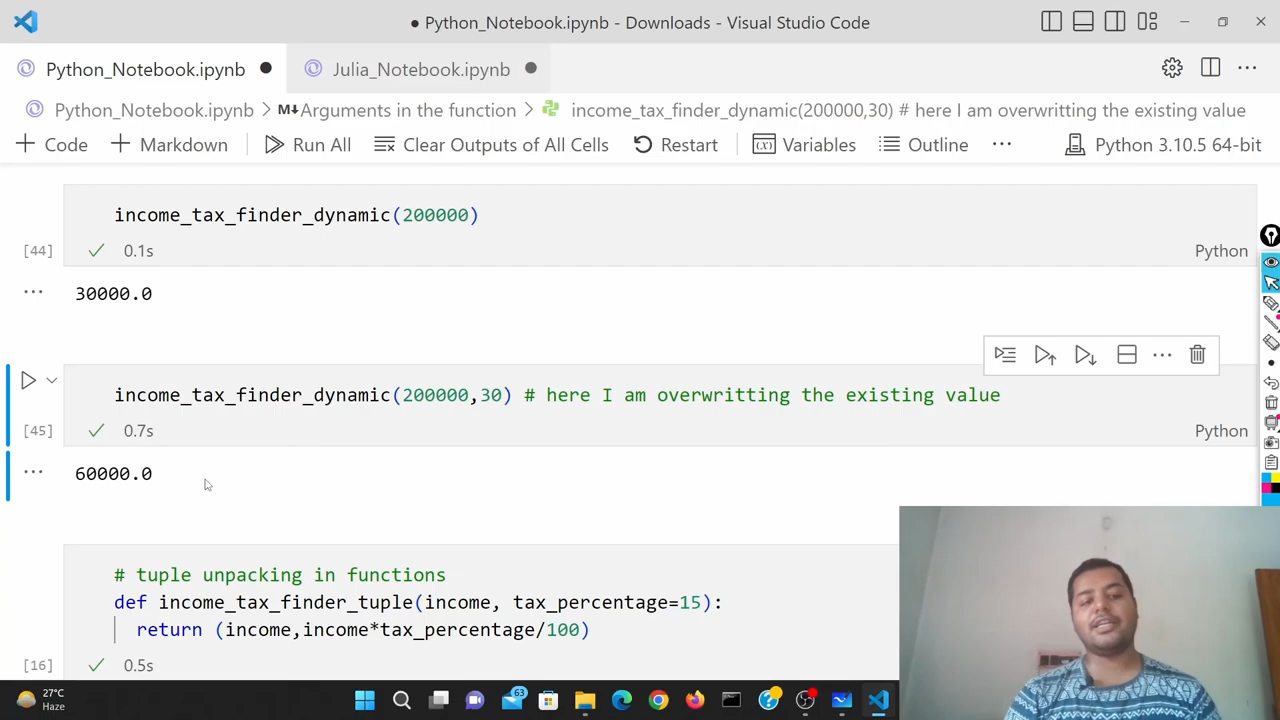 ● Python_Notebook.ipynb - Downloads - Visual Studio Code
Python_Notebook.ipynb ● Julia_Notebook.ipynb ●
Python_Notebook.ipynb > M↓Arguments in the function > income_tax_finder_dynamic(200000,30) # here I am overwritting the existing value
+ Code + Markdown Run All Clear Outputs of All Cells Restart (x) Variables Outline ··· Python 3.10.5 64-bit
income_tax_finder_dynamic(200000)
[44] ✓ 0.1s Python
··· 30000.0
income_tax_finder_dynamic(200000,30) # here I am overwritting the existing value
[45] ✓ 0.7s Python
··· 60000.0
# tuple unpacking in functions
def income_tax_finder_tuple(income, tax_percentage=15):
return (income,income*tax_percentage/100)
[16] ✓ 0.5s
27°C
Haze
63